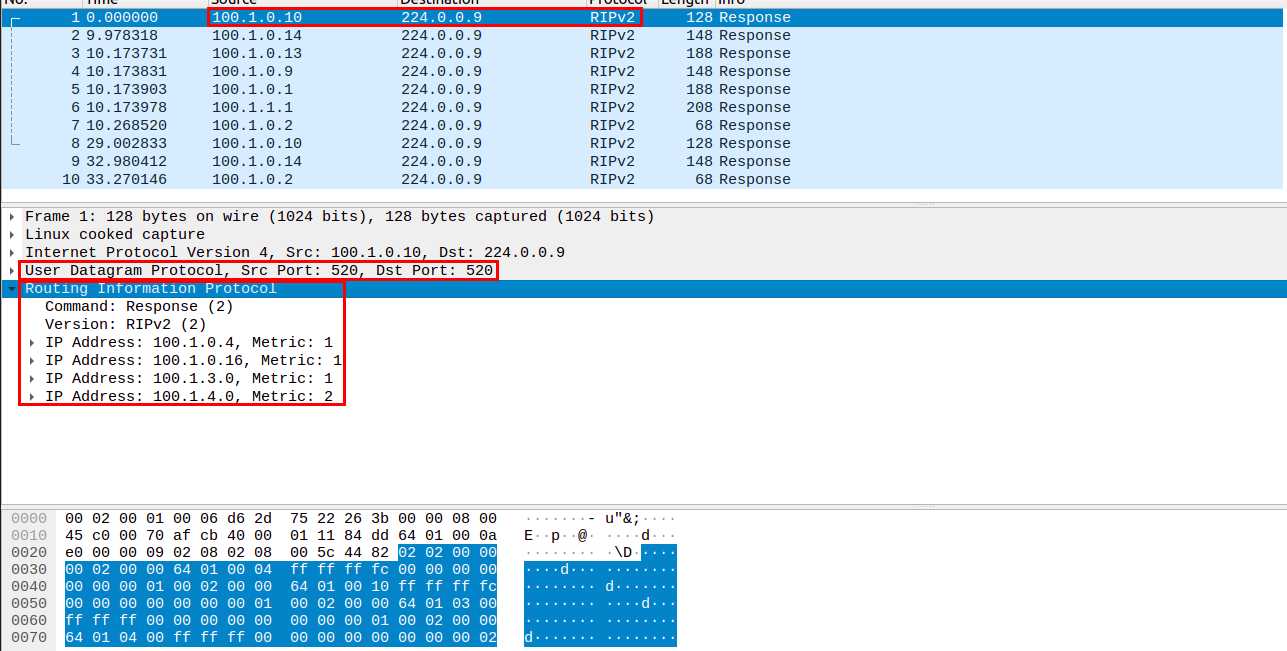 No. Time Source Destination Protocol Length Info
1 0.000000 100.1.0.10 224.0.0.9 RIPv2 128 Response
2 9.978318 100.1.0.14 224.0.0.9 RIPv2 148 Response
3 10.173731 100.1.0.13 224.0.0.9 RIPv2 188 Response
4 10.173831 100.1.0.9 224.0.0.9 RIPv2 148 Response
5 10.173903 100.1.0.1 224.0.0.9 RIPv2 188 Response
6 10.173978 100.1.1.1 224.0.0.9 RIPv2 208 Response
7 10.268520 100.1.0.2 224.0.0.9 RIPv2 68 Response
8 29.002833 100.1.0.10 224.0.0.9 RIPv2 128 Response
9 32.980412 100.1.0.14 224.0.0.9 RIPv2 148 Response
10 33.270146 100.1.0.2 224.0.0.9 RIPv2 68 Response
Frame 1: 128 bytes on wire (1024 bits), 128 bytes captured (1024 bits)
Linux cooked capture
Internet Protocol Version 4, Src: 100.1.0.10, Dst: 224.0.0.9
User Datagram Protocol, Src Port: 520, Dst Port: 520
Routing Information Protocol
Command: Response (2)
Version: RIPv2 (2)
IP Address: 100.1.0.4, Metric: 1
IP Address: 100.1.0.16, Metric: 1
IP Address: 100.1.3.0, Metric: 1
IP Address: 100.1.4.0, Metric: 2
0000 00 02 00 01 00 06 d6 2d 75 22 26 3b 00 00 08 00 ·······- u"&;····
0010 45 c0 00 70 af cb 40 00 01 11 84 dd 64 01 00 0a E··p··@· ····d···
0020 e0 00 00 09 02 08 02 08 00 5c 44 82 02 02 00 00 ········ ·\D·····
0030 00 02 00 00 64 01 00 04 ff ff ff fc 00 00 00 00 ····d··· ········
0040 00 00 00 01 00 02 00 00 64 01 00 10 ff ff ff fc ········ d·······
0050 00 00 00 00 00 00 00 01 00 02 00 00 64 01 03 00 ········ ····d···
0060 ff ff ff 00 00 00 00 00 00 00 00 01 00 02 00 00 ········ ········
0070 64 01 04 00 ff ff ff 00 00 00 00 00 00 00 00 02 d······· ········